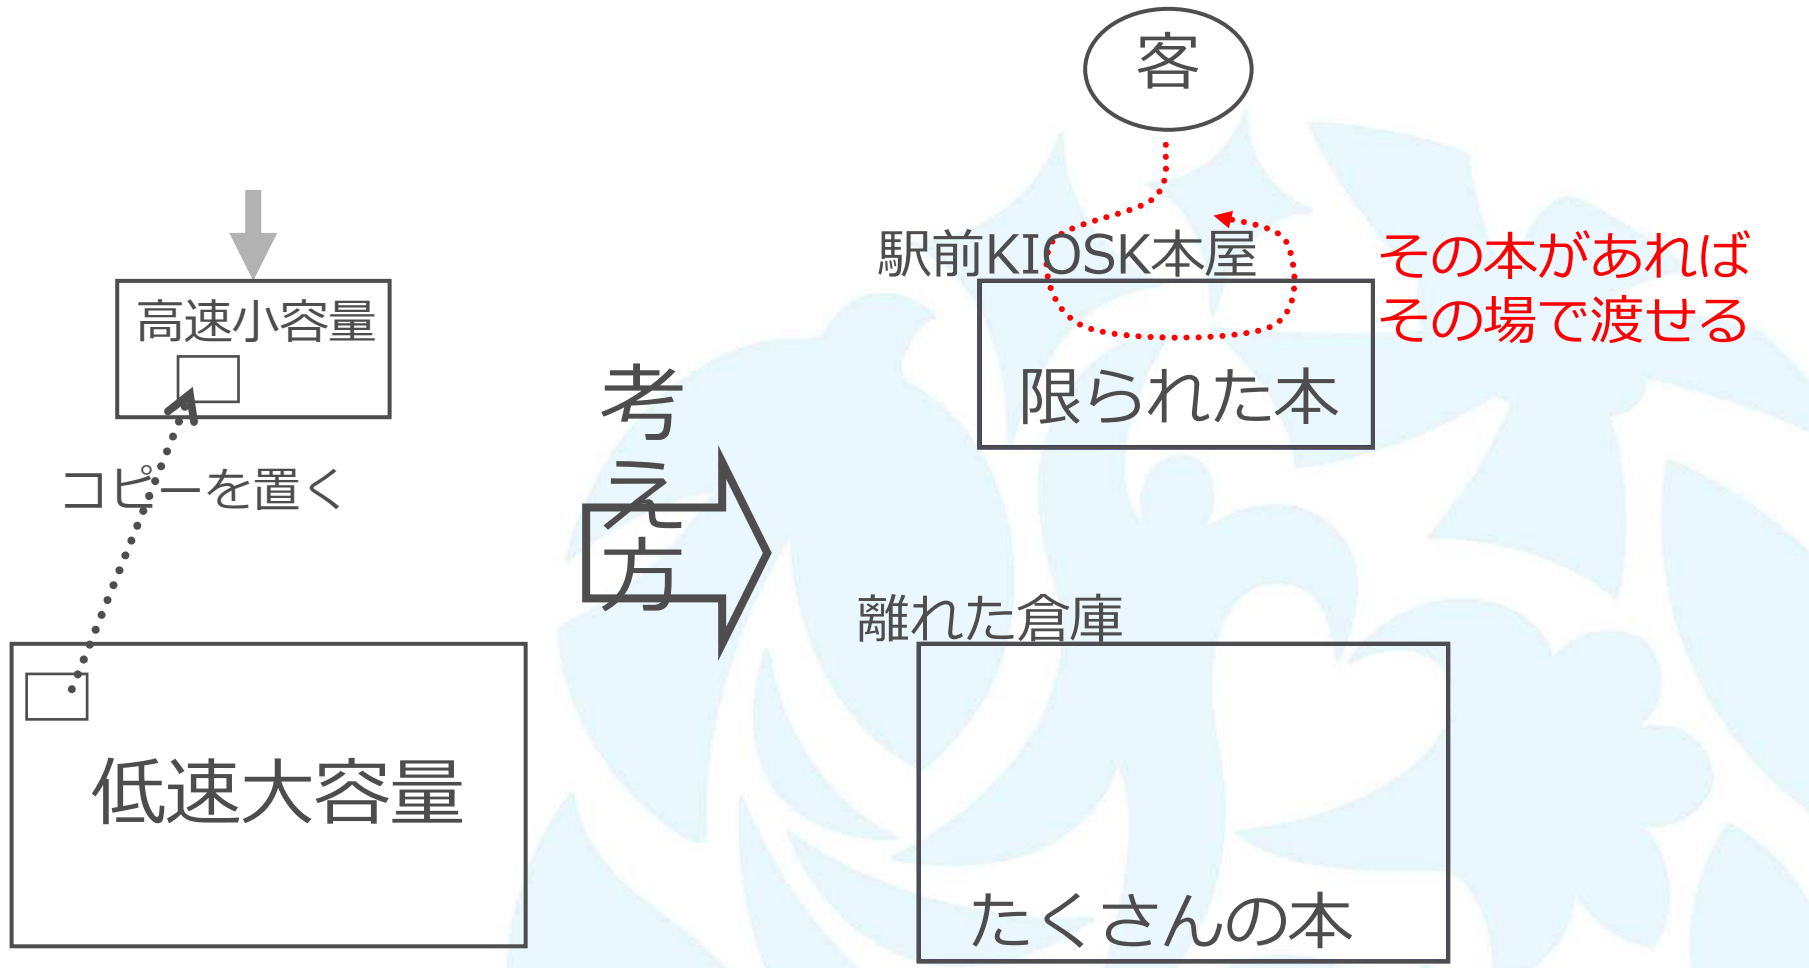 客
駅前KIOSK本屋
その本があれば
その場で渡せる
高速小容量
限られた本
コピーを置く
考え方
離れた倉庫
低速大容量
たくさんの本